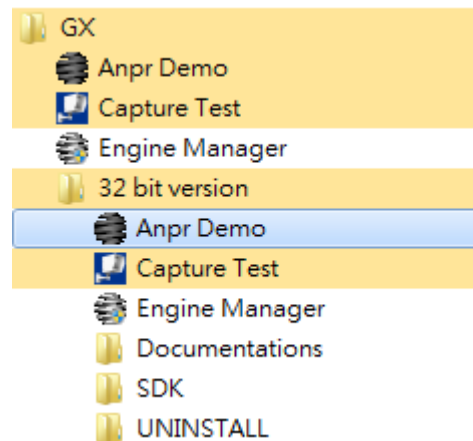 GX
Anpr Demo
Capture Test
Engine Manager
32 bit version
Anpr Demo
Capture Test
Engine Manager
Documentations
SDK
UNINSTALL